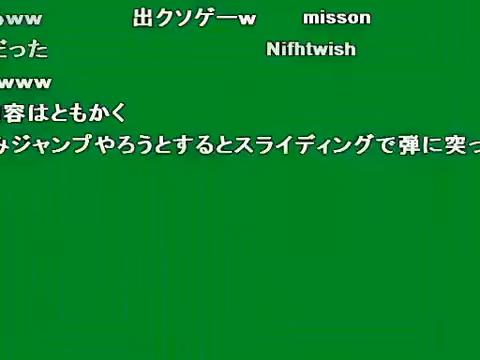 ww 出クソゲーw misson
だった Nifhtwish
www
容はともかく
みジャンプやろうとするとスライディングで弾に突っ